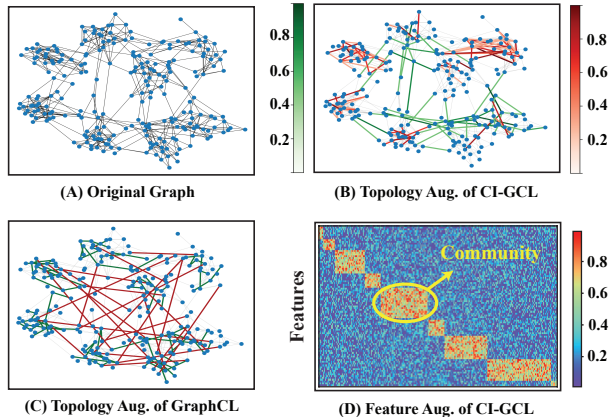 0.8
0.6
0.4
0.2
0.8
0.6
0.4
0.2
(A) Original Graph
(B) Topology Aug. of CI-GCL
Features
Community
1.0
0.8
0.6
0.4
0.2
(C) Topology Aug. of GraphCL
(D) Feature Aug. of CI-GCL